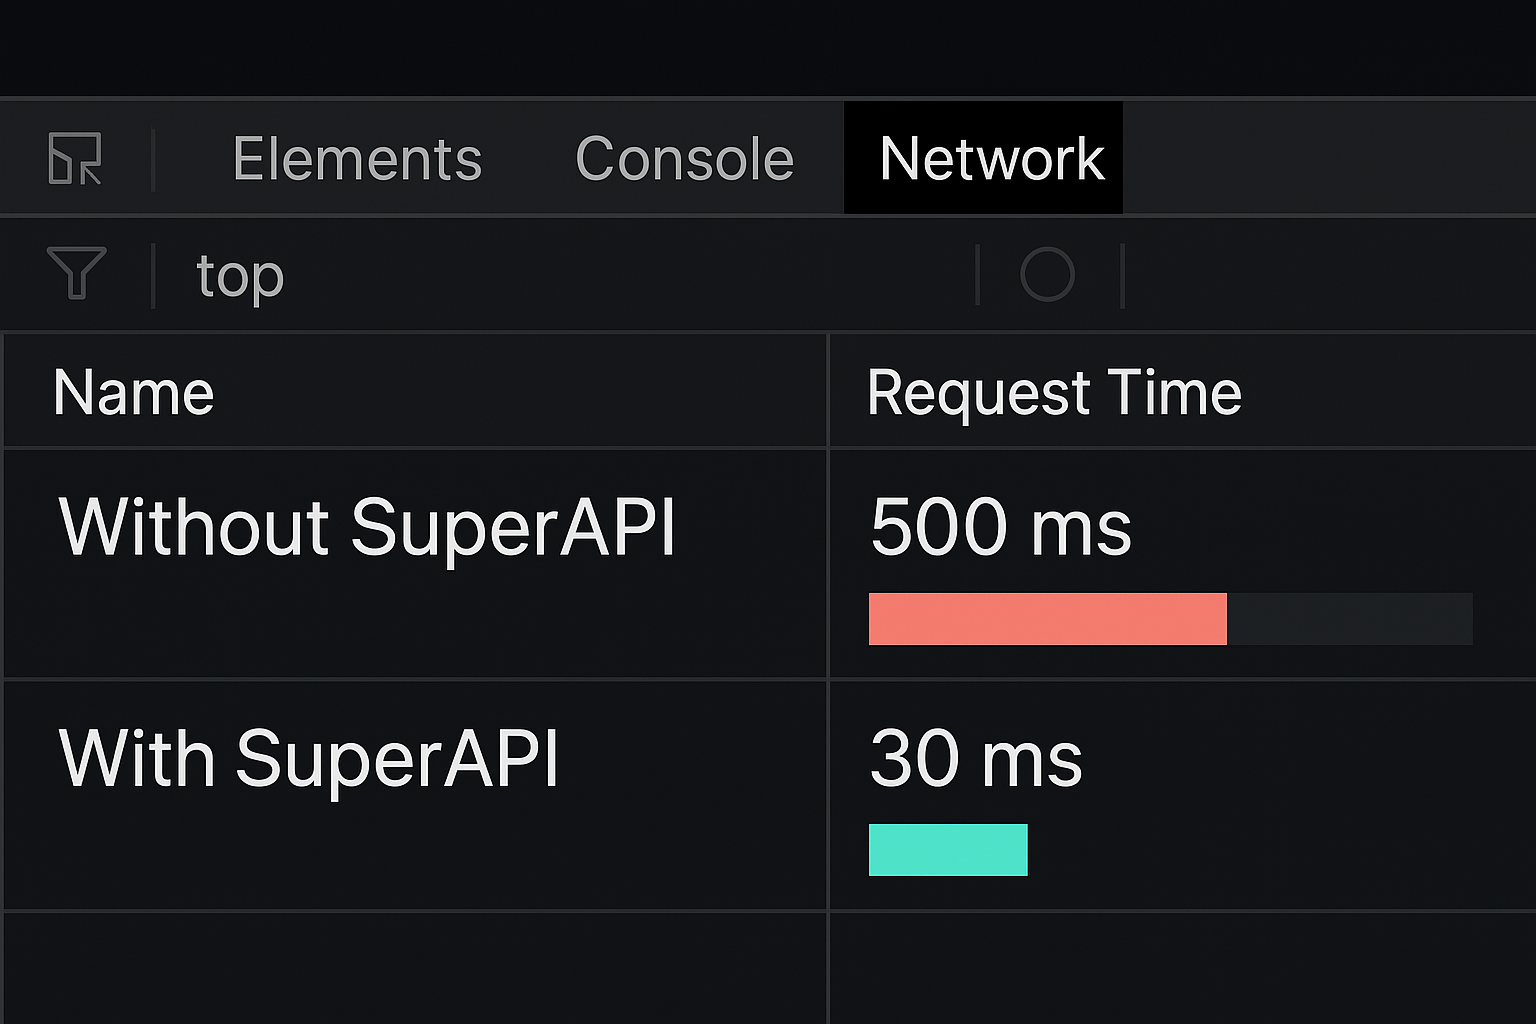 Elements Console Network
top
Name Request Time
Without SuperAPI 500 ms
With SuperAPI 30 ms